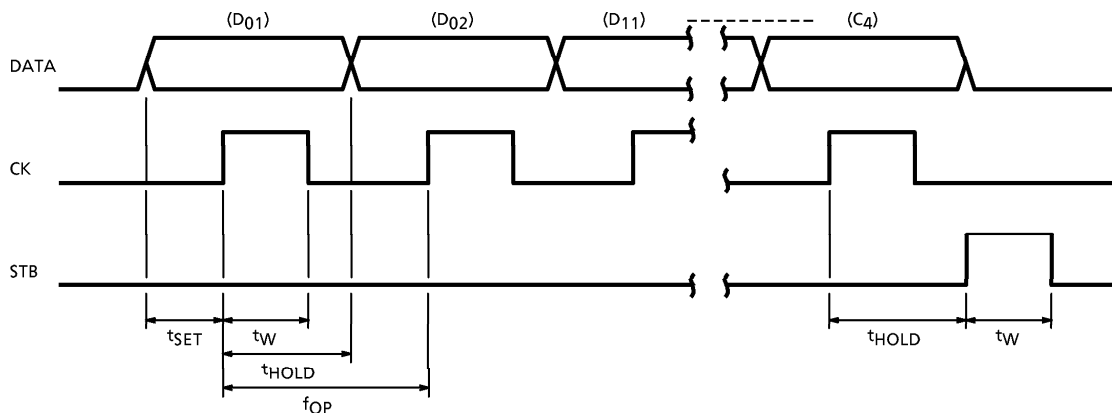 (D01) (D02) (D11) (C4)
DATA
CK
STB
tSET tW tHOLD tW
tHOLD
fOP